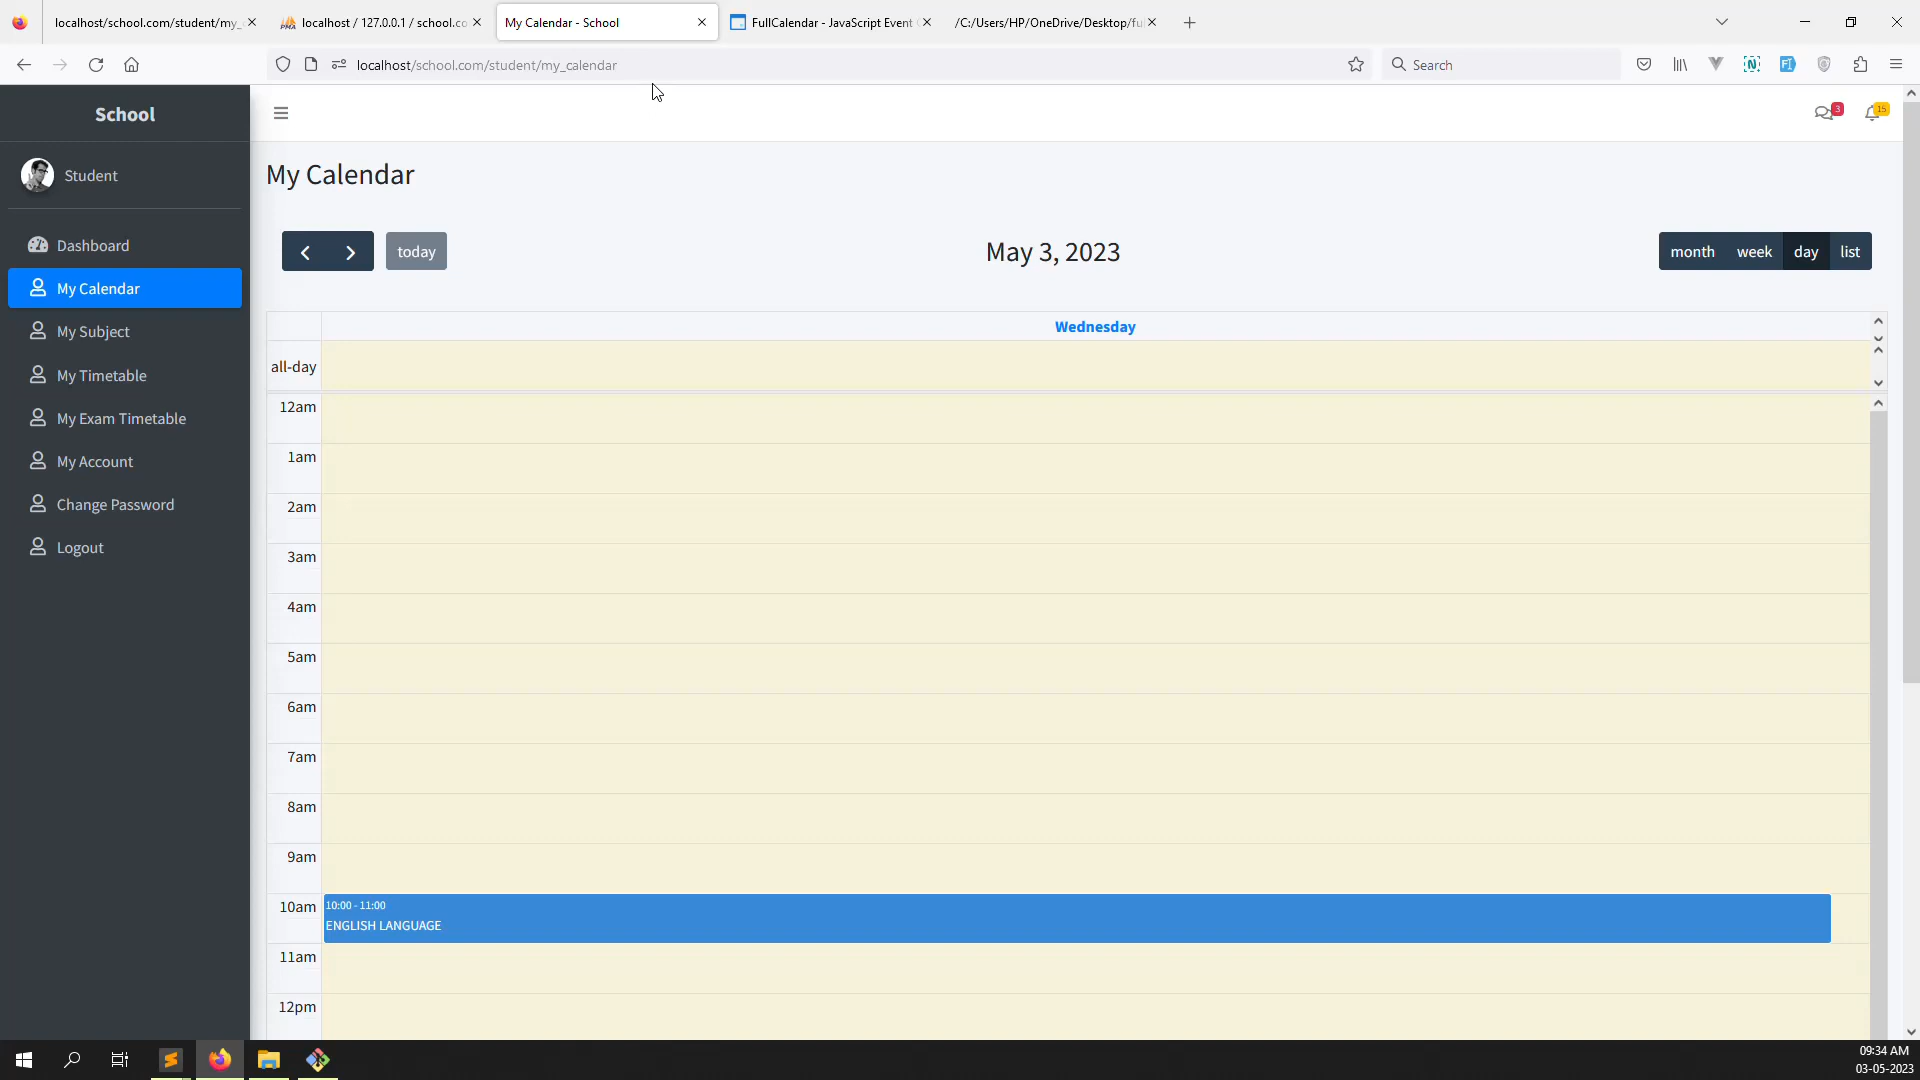 localhost/school.com/student/my_
localhost / 127.0.0.1 / school.co
My Calendar - School
FullCalendar - JavaScript Event
/C:/Users/HP/OneDrive/Desktop/ful
localhost/school.com/student/my_calendar
Search
School
3
15
Student
My Calendar
today
May 3, 2023
month
week
day
list
Dashboard
My Calendar
My Subject
My Timetable
My Exam Timetable
My Account
Change Password
Logout
Wednesday
all-day
12am
1am
2am
3am
4am
5am
6am
7am
8am
9am
10am
10:00 - 11:00
ENGLISH LANGUAGE
11am
12pm
09:34 AM
03-05-2023